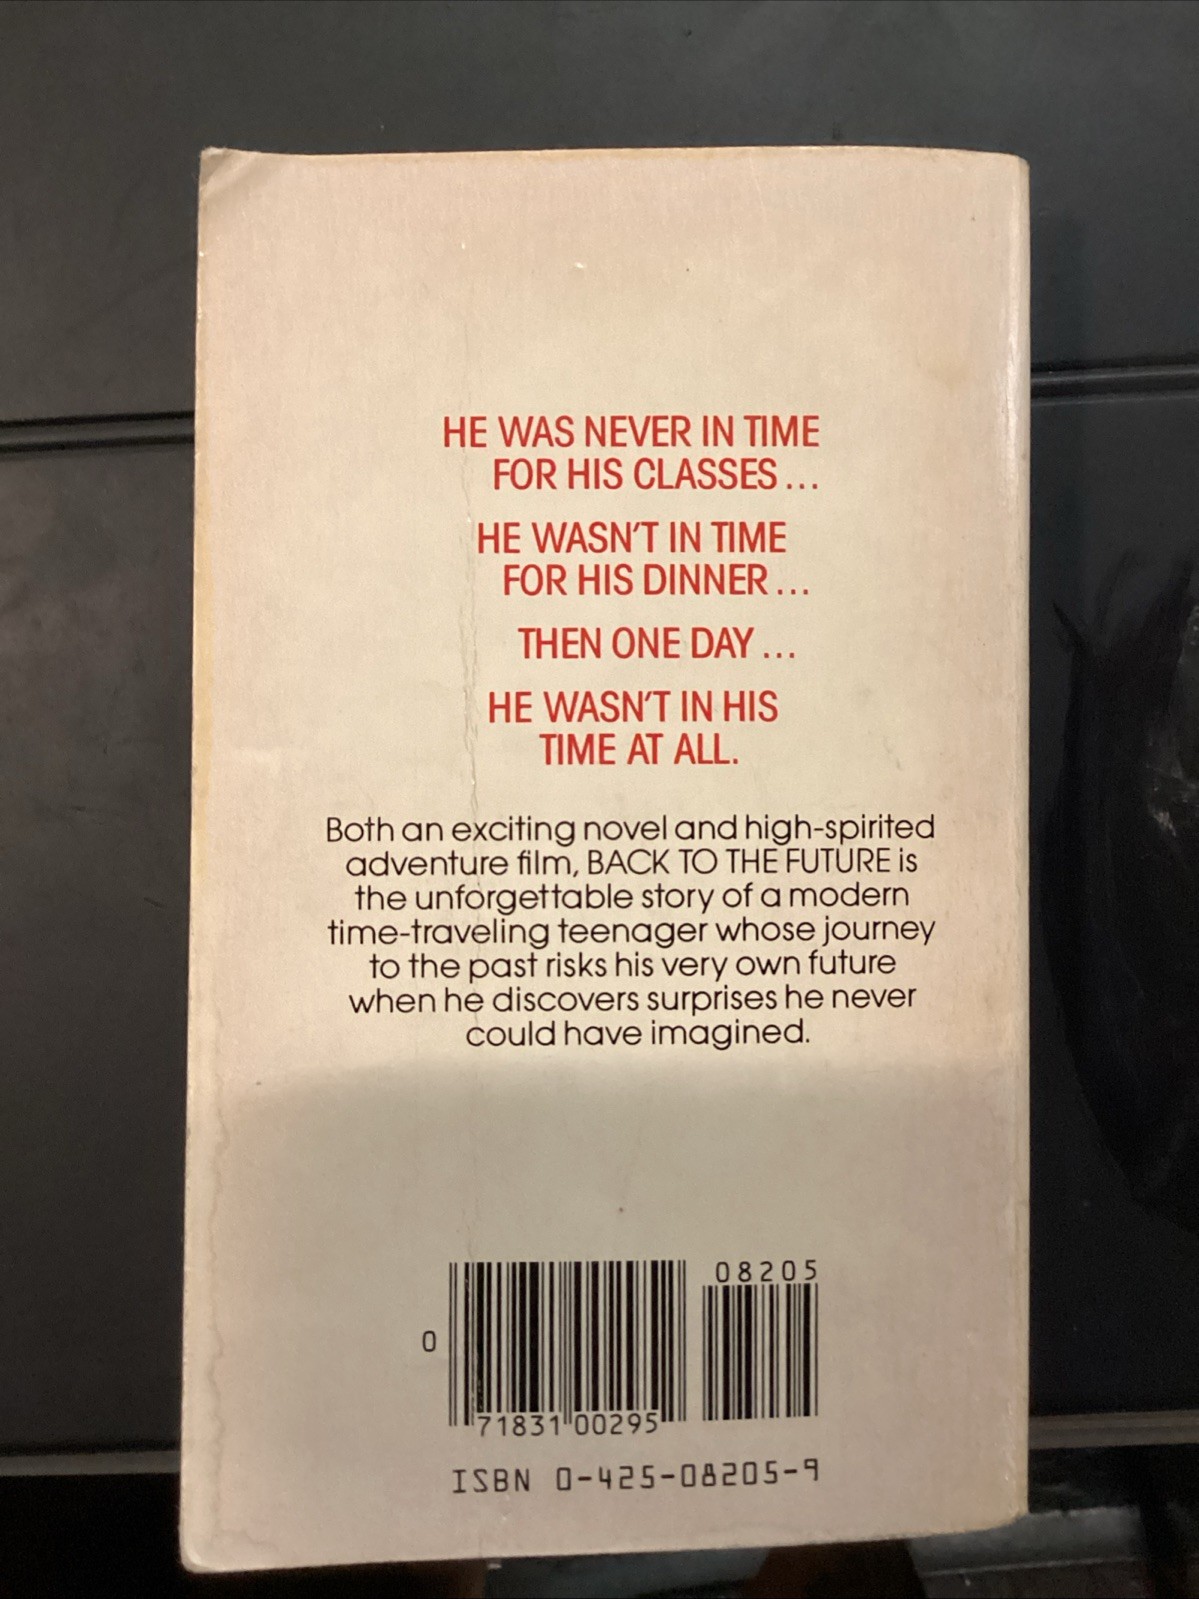 HE WAS NEVER IN TIME
FOR HIS CLASSES...
HE WASN'T IN TIME
FOR HIS DINNER...
THEN ONE DAY...
HE WASN'T IN HIS
TIME AT ALL.
Both an exciting novel and high-spirited
adventure film, BACK TO THE FUTURE is
the unforgettable story of a modern
time-traveling teenager whose journey
to the past risks his very own future
when he discovers surprises he never
could have imagined.
08205
0
71831 00295
ISBN 0-425-08205-9